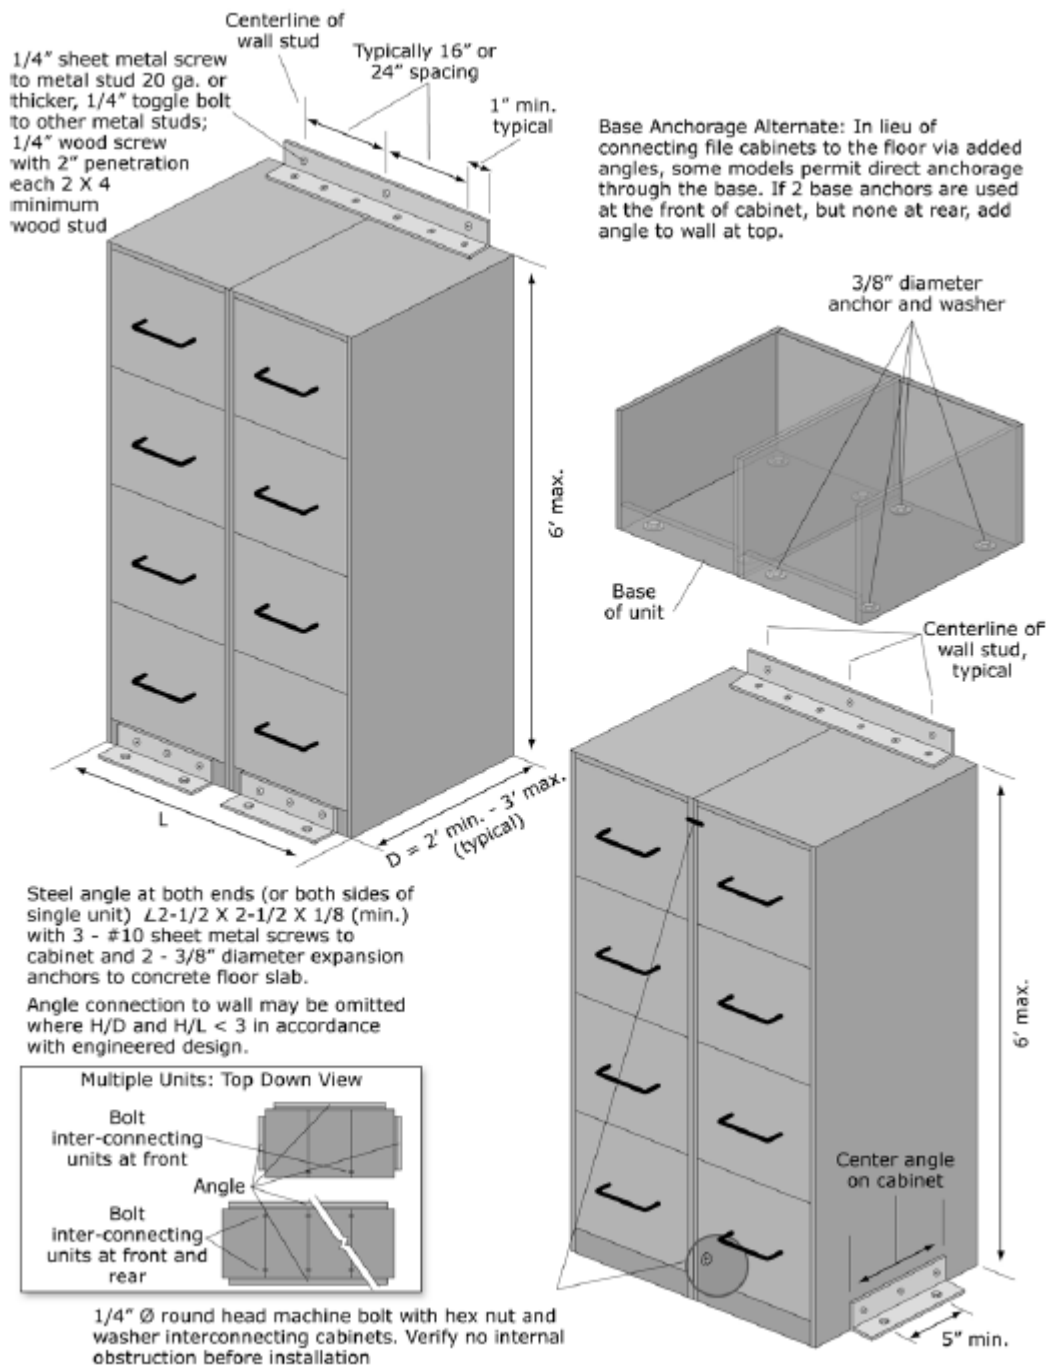 Centerline of
wall stud
Typically 16” or
24” spacing
1” min.
typical
1/4” sheet metal screw
to metal stud 20 ga. or
thicker, 1/4” toggle bolt
to other metal studs;
1/4” wood screw
with 2” penetration
each 2 X 4
minimum
wood stud
Base Anchorage Alternate: In lieu of
connecting file cabinets to the floor via added
angles, some models permit direct anchorage
through the base. If 2 base anchors are used
at the front of cabinet, but none at rear, add
angle to wall at top.
3/8” diameter
anchor and washer
6’ max.
Base
of unit
Centerline of
wall stud,
typical
L
D = 2’ min. - 3’ max.
(typical)
Steel angle at both ends (or both sides of
single unit) ∠2-1/2 X 2-1/2 X 1/8 (min.)
with 3 - #10 sheet metal screws to
cabinet and 2 - 3/8” diameter expansion
anchors to concrete floor slab.
Angle connection to wall may be omitted
where H/D and H/L < 3 in accordance
with engineered design.
Multiple Units: Top Down View
Bolt
inter-connecting
units at front
Angle
Bolt
inter-connecting
units at front and
rear
6’ max.
Center angle
on cabinet
5” min.
1/4” Ø round head machine bolt with hex nut and
washer interconnecting cabinets. Verify no internal
obstruction before installation